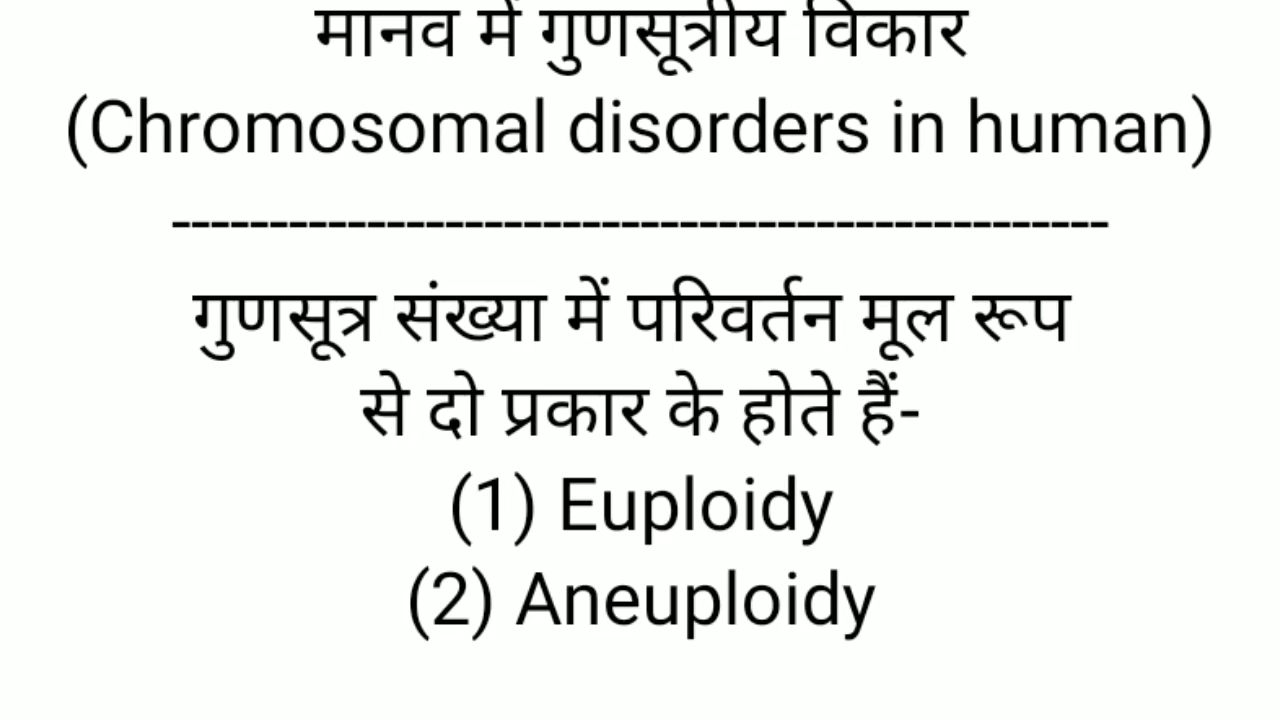 मानव में गुणसूत्रीय विकार
(Chromosomal disorders in human)
------------------------------------------------
गुणसूत्र संख्या में परिवर्तन मूल रूप
से दो प्रकार के होते हैं-
(1) Euploidy
(2) Aneuploidy